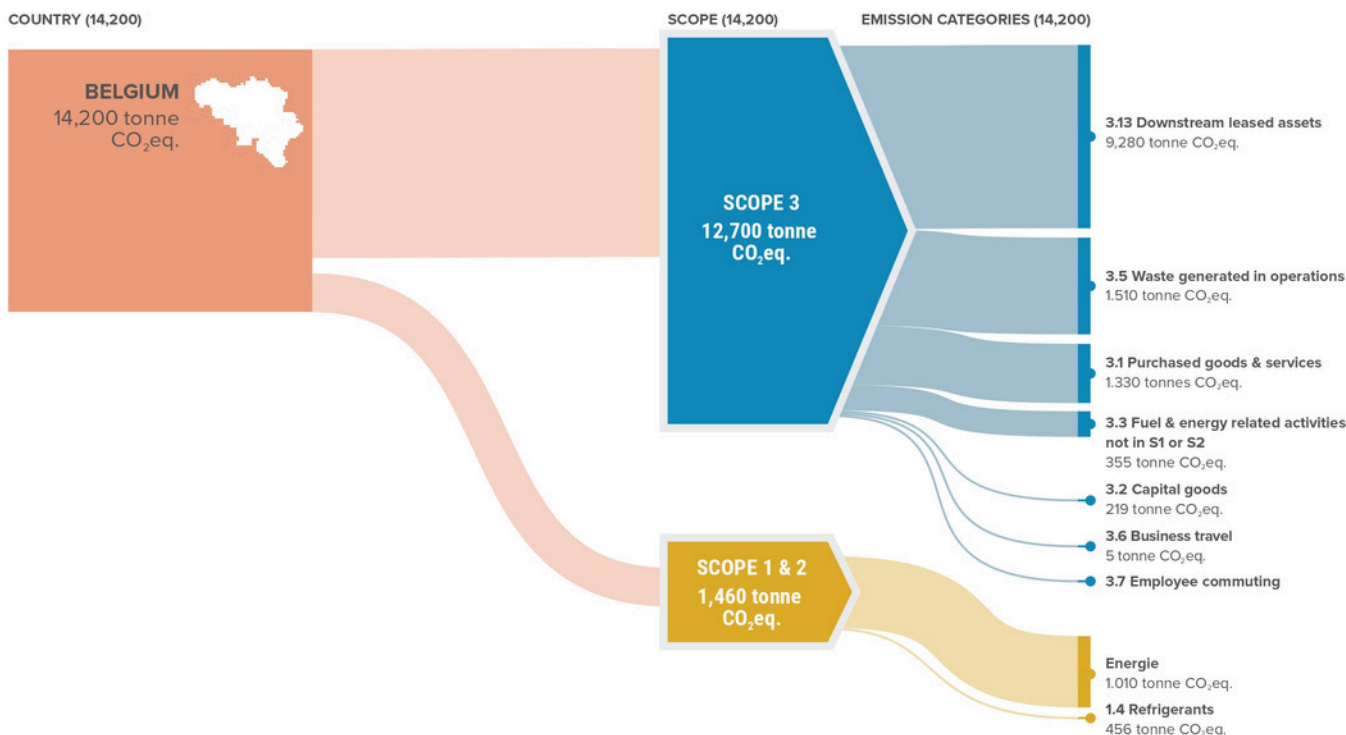 COUNTRY (14,200)
SCOPE (14,200)
EMISSION CATEGORIES (14,200)
BELGIUM
14,200 tonne
CO₂eq.
SCOPE 3
12,700 tonne
CO₂eq.
3.13 Downstream leased assets
9,280 tonne CO₂eq.
3.5 Waste generated in operations
1.510 tonne CO₂eq.
3.1 Purchased goods & services
1.330 tonnes CO₂eq.
3.3 Fuel & energy related activities
not in S1 or S2
355 tonne CO₂eq.
3.2 Capital goods
219 tonne CO₂eq.
3.6 Business travel
5 tonne CO₂eq.
3.7 Employee commuting
SCOPE 1 & 2
1,460 tonne
CO₂eq.
Energie
1.010 tonne CO₂eq.
1.4 Refrigerants
456 tonne CO₂eq.